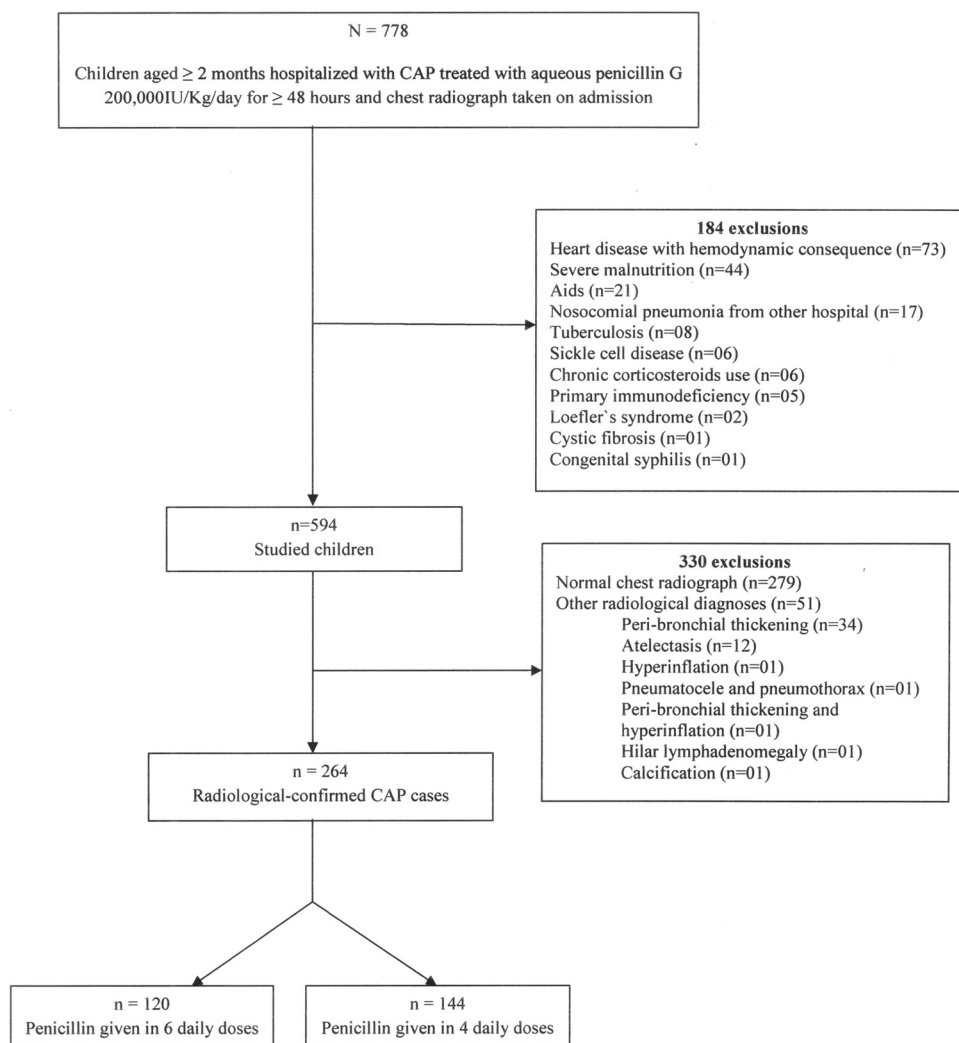 N = 778
Children aged ≥ 2 months hospitalized with CAP treated with aqueous penicillin G
200,000IU/Kg/day for ≥ 48 hours and chest radiograph taken on admission
184 exclusions
Heart disease with hemodynamic consequence (n=73)
Severe malnutrition (n=44)
Aids (n=21)
Nosocomial pneumonia from other hospital (n=17)
Tuberculosis (n=08)
Sickle cell disease (n=06)
Chronic corticosteroids use (n=06)
Primary immunodeficiency (n=05)
Loefler`s syndrome (n=02)
Cystic fibrosis (n=01)
Congenital syphilis (n=01)
n=594
Studied children
330 exclusions
Normal chest radiograph (n=279)
Other radiological diagnoses (n=51)
Peri-bronchial thickening (n=34)
Atelectasis (n=12)
Hyperinflation (n=01)
Pneumatocele and pneumothorax (n=01)
Peri-bronchial thickening and
hyperinflation (n=01)
Hilar lymphadenomegaly (n=01)
Calcification (n=01)
n = 264
Radiological-confirmed CAP cases
n = 120
Penicillin given in 6 daily doses
n = 144
Penicillin given in 4 daily doses